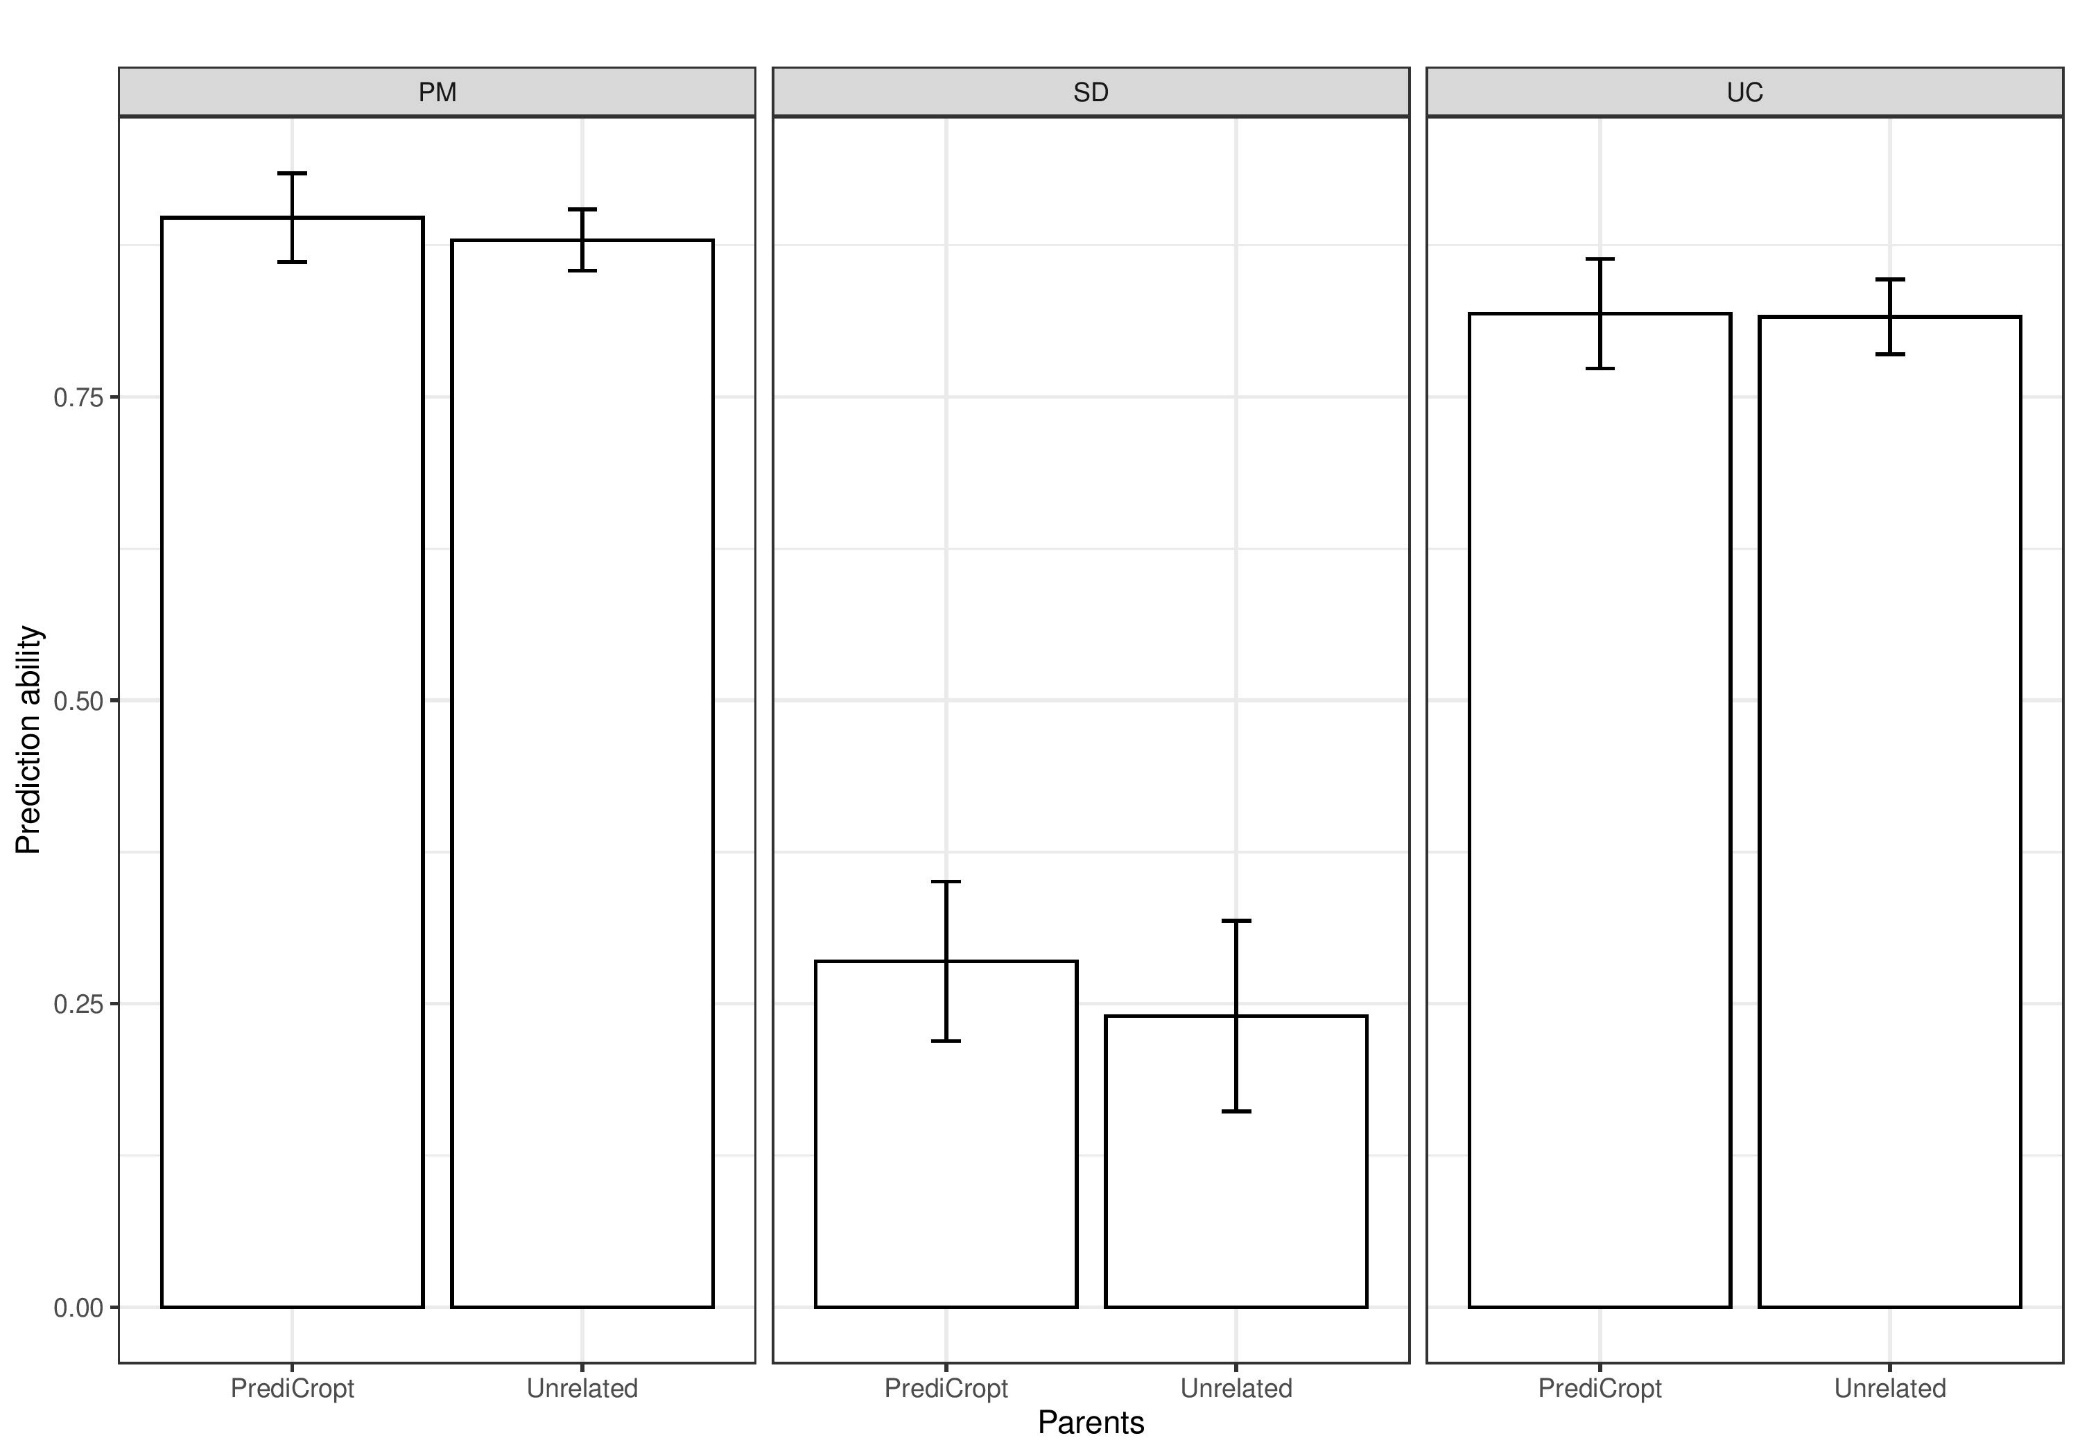 PM
SD
UC
Prediction ability
0.75
0.50
0.25
0.00
PrediCropt
Unrelated
PrediCropt
Unrelated
PrediCropt
Unrelated
Parents